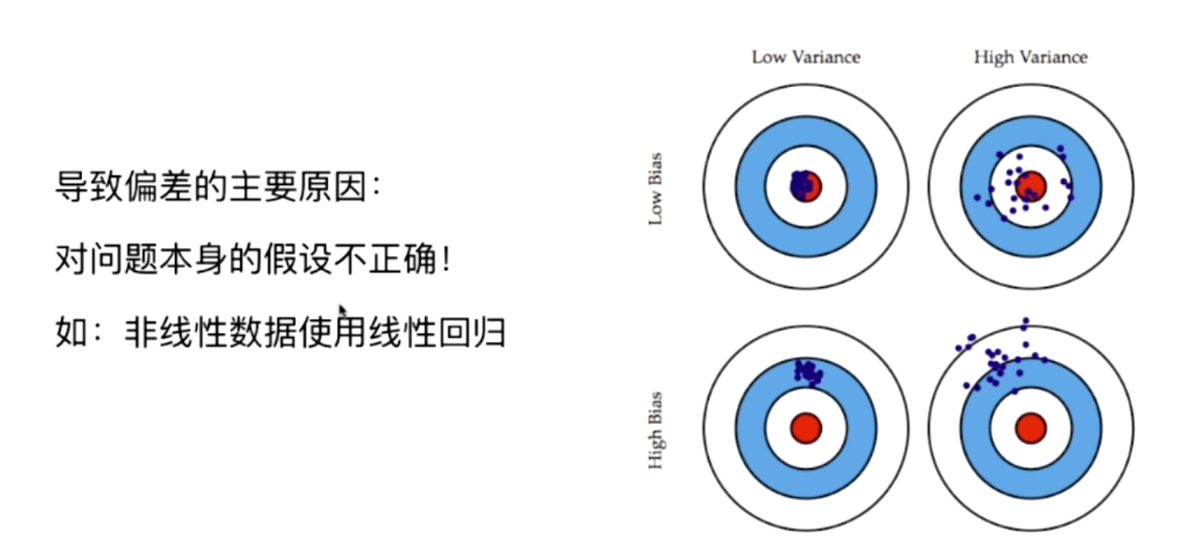 导致偏差的主要原因：
对问题本身的假设不正确！
如：非线性数据使用线性回归
Low Variance
High Variance
Low Bias
High Bias